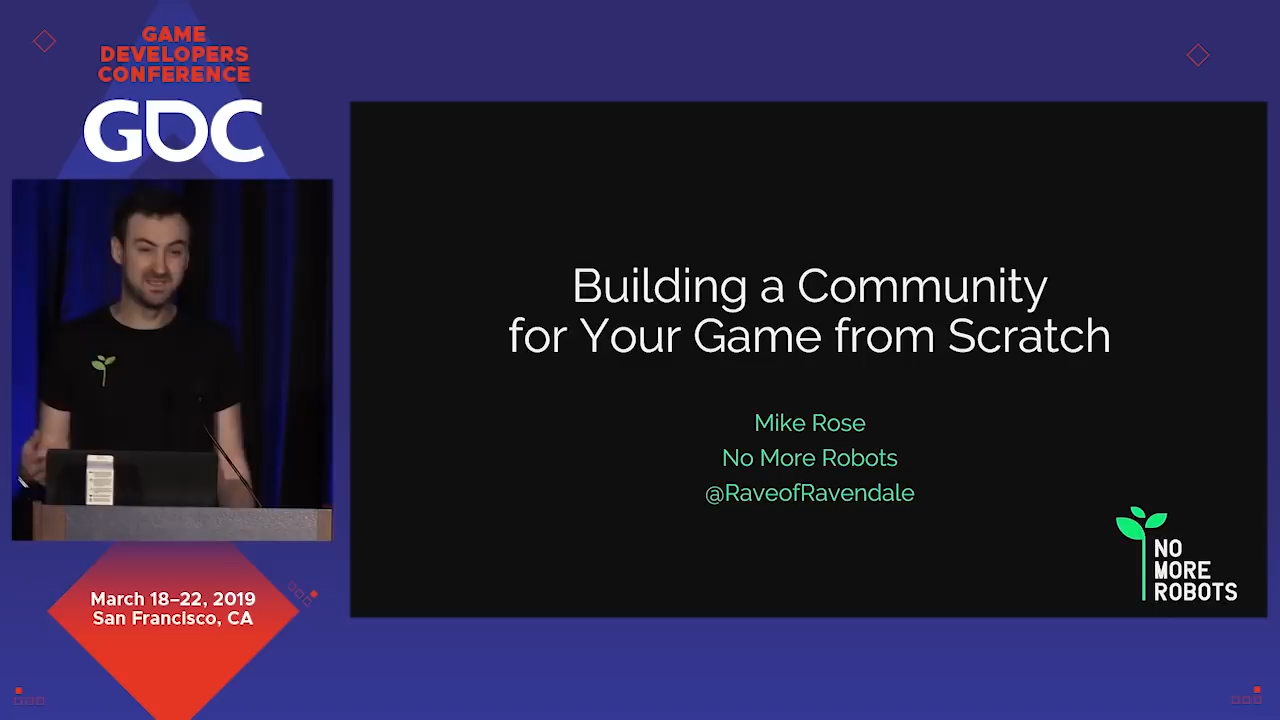 GAME
DEVELOPERS
CONFERENCE
GDC
Building a Community
for Your Game from Scratch
Mike Rose
No More Robots
@RaveofRavendale
NO
MORE
ROBOTS
March 18–22, 2019
San Francisco, CA